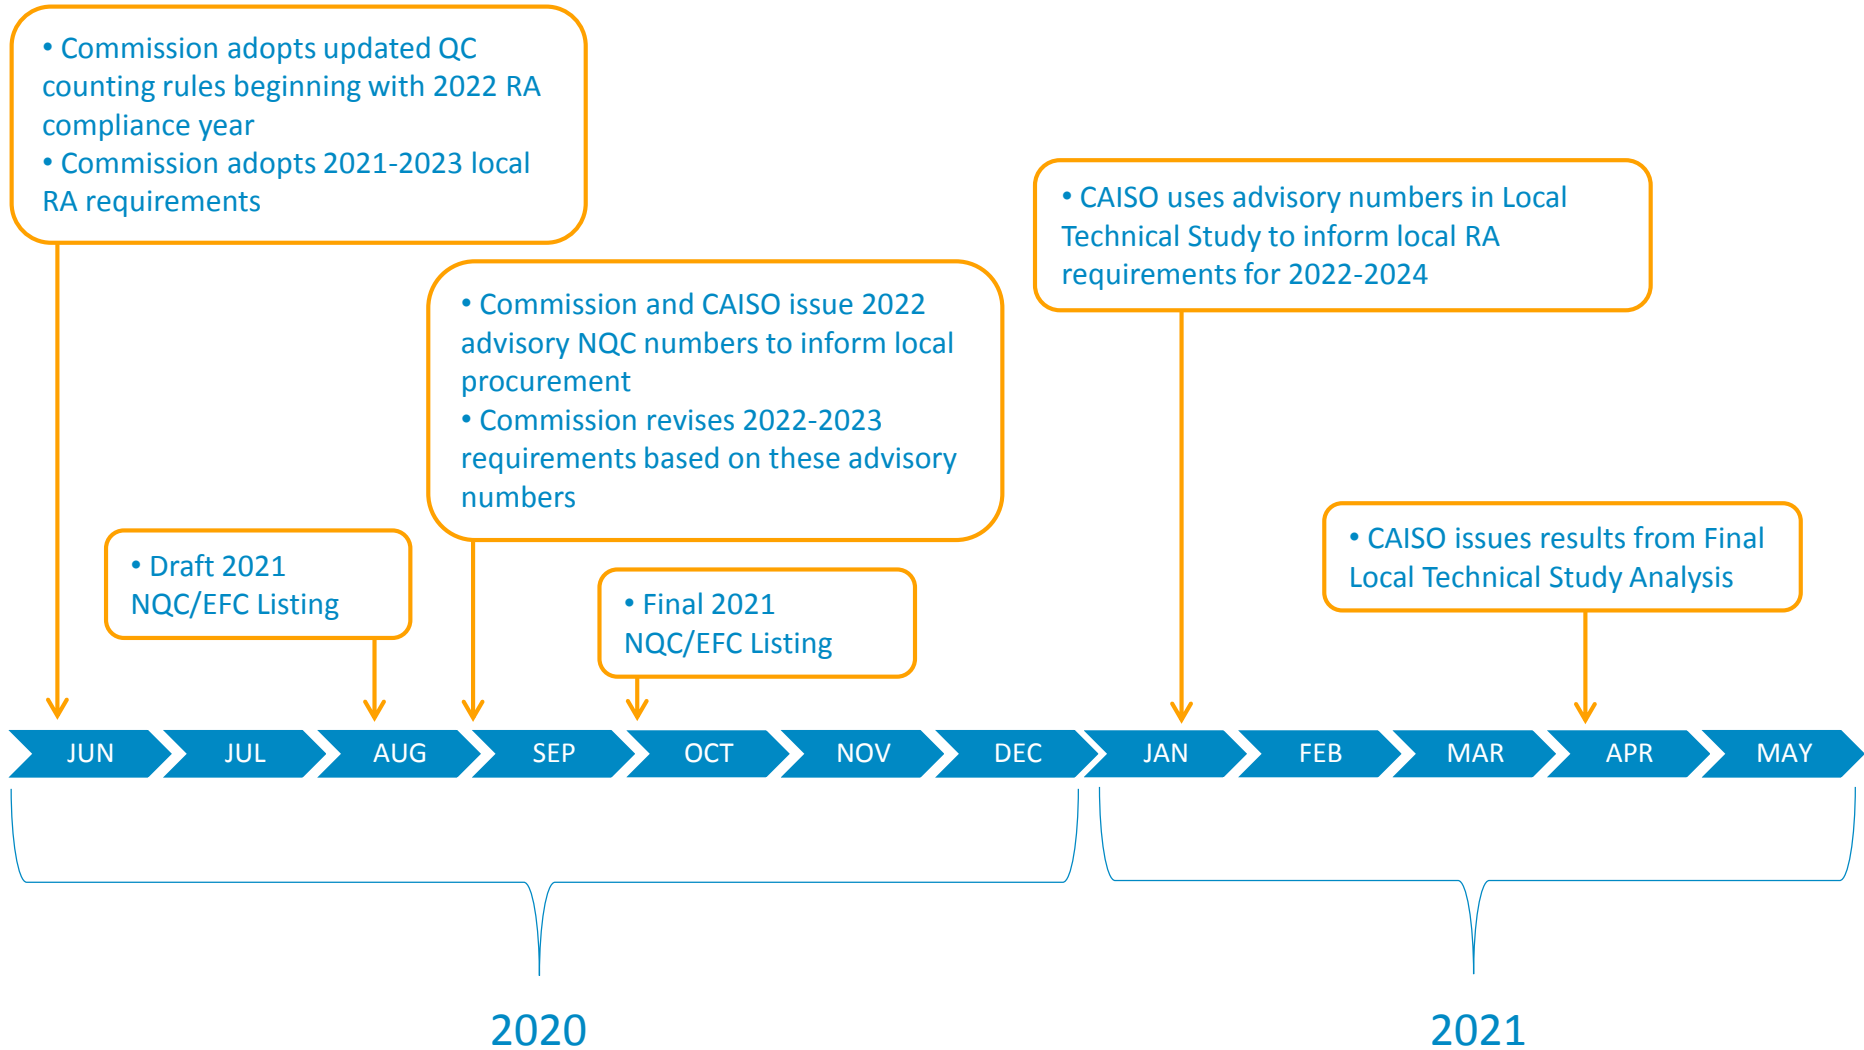 • Commission adopts updated QC
counting rules beginning with 2022 RA
compliance year
• Commission adopts 2021-2023 local
RA requirements
• CAISO uses advisory numbers in Local
Technical Study to inform local RA
requirements for 2022-2024
• Commission and CAISO issue 2022
advisory NQC numbers to inform local
procurement
• Commission revises 2022-2023
requirements based on these advisory
numbers
• CAISO issues results from Final
Local Technical Study Analysis
• Draft 2021
NQC/EFC Listing
• Final 2021
NQC/EFC Listing
JUN JUL AUG SEP OCT NOV DEC JAN FEB MAR APR MAY
2020 2021